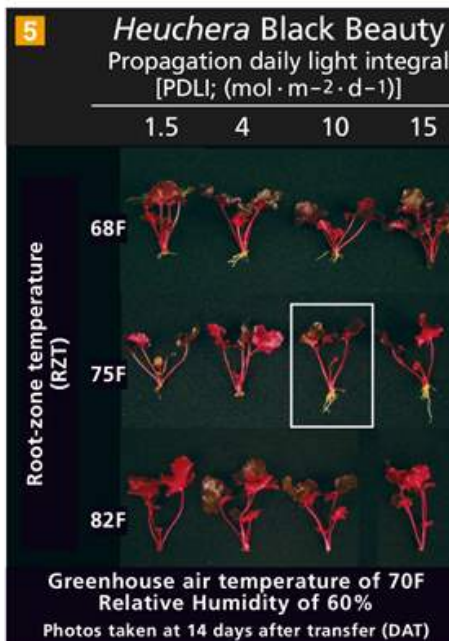 5
Heuchera Black Beauty
Propagation daily light integral
[PDLI; (mol · m–2 · d–1)]
1.5 4 10 15
Root-zone temperature
(RZT)
68F
75F
82F
Greenhouse air temperature of 70F
Relative Humidity of 60%
Photos taken at 14 days after transfer (DAT)